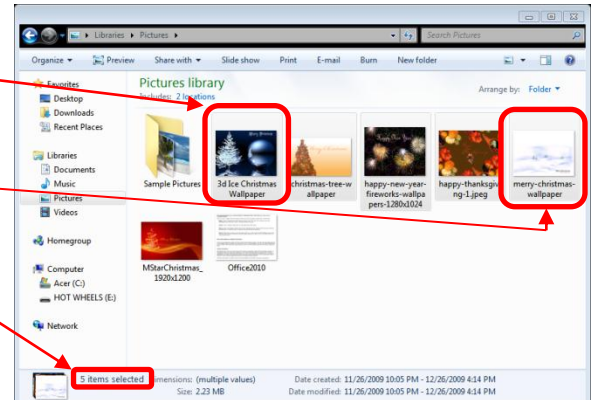 Libraries ▸ Pictures ▸
Search Pictures
Organize Preview Share with Slide show Print E-mail Burn New folder
Favorites
Desktop
Downloads
Recent Places
Libraries
Documents
Music
Pictures
Videos
Homegroup
Computer
Acer (C:)
HOT WHEELS (E:)
Network
Pictures library
Includes: 2 locations
Arrange by: Folder
Sample Pictures
3d Ice Christmas
Wallpaper
christmas-tree-w
allpaper
happy-new-year-
fireworks-wallpa
pers-1280x1024
happy-thanksgiv
ng-1.jpeg
merry-christmas-
wallpaper
MStarChristmas_
1920x1200
Office2010
5 items selected Dimensions: (multiple values) Date created: 11/26/2009 10:05 PM - 12/26/2009 4:14 PM
Size: 2.23 MB Date modified: 11/26/2009 10:05 PM - 12/26/2009 4:14 PM